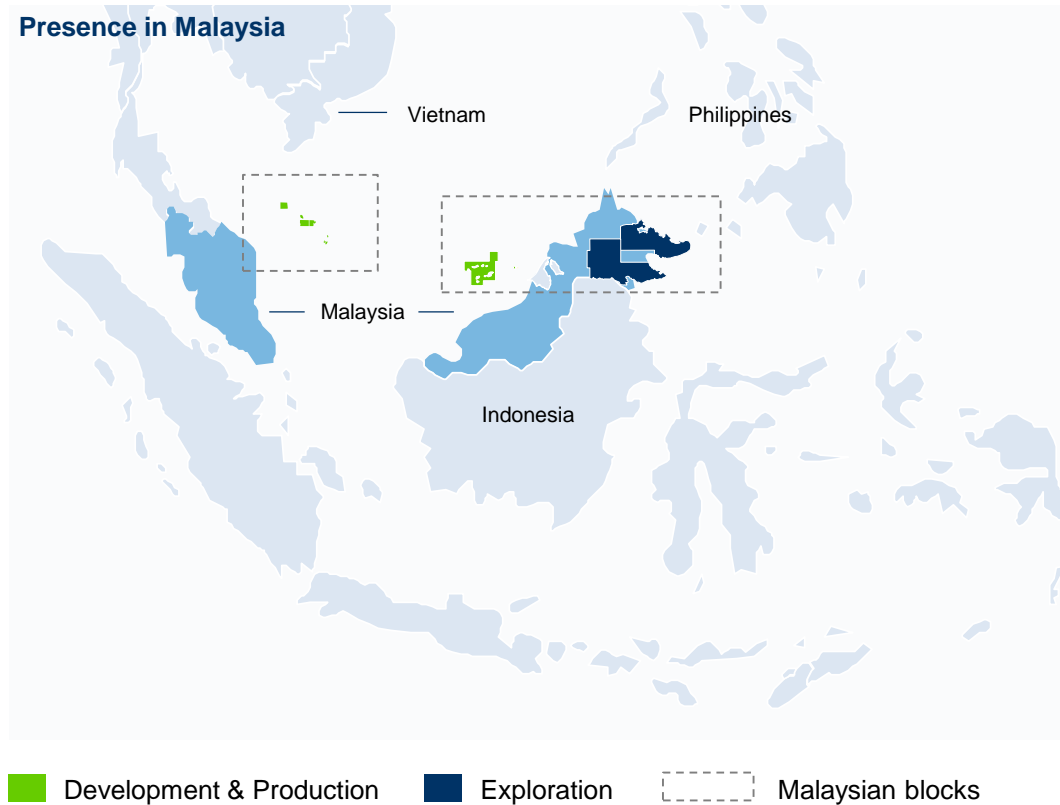 Presence in Malaysia
Vietnam
Philippines
Malaysia
Indonesia
Development & Production
Exploration
Malaysian blocks